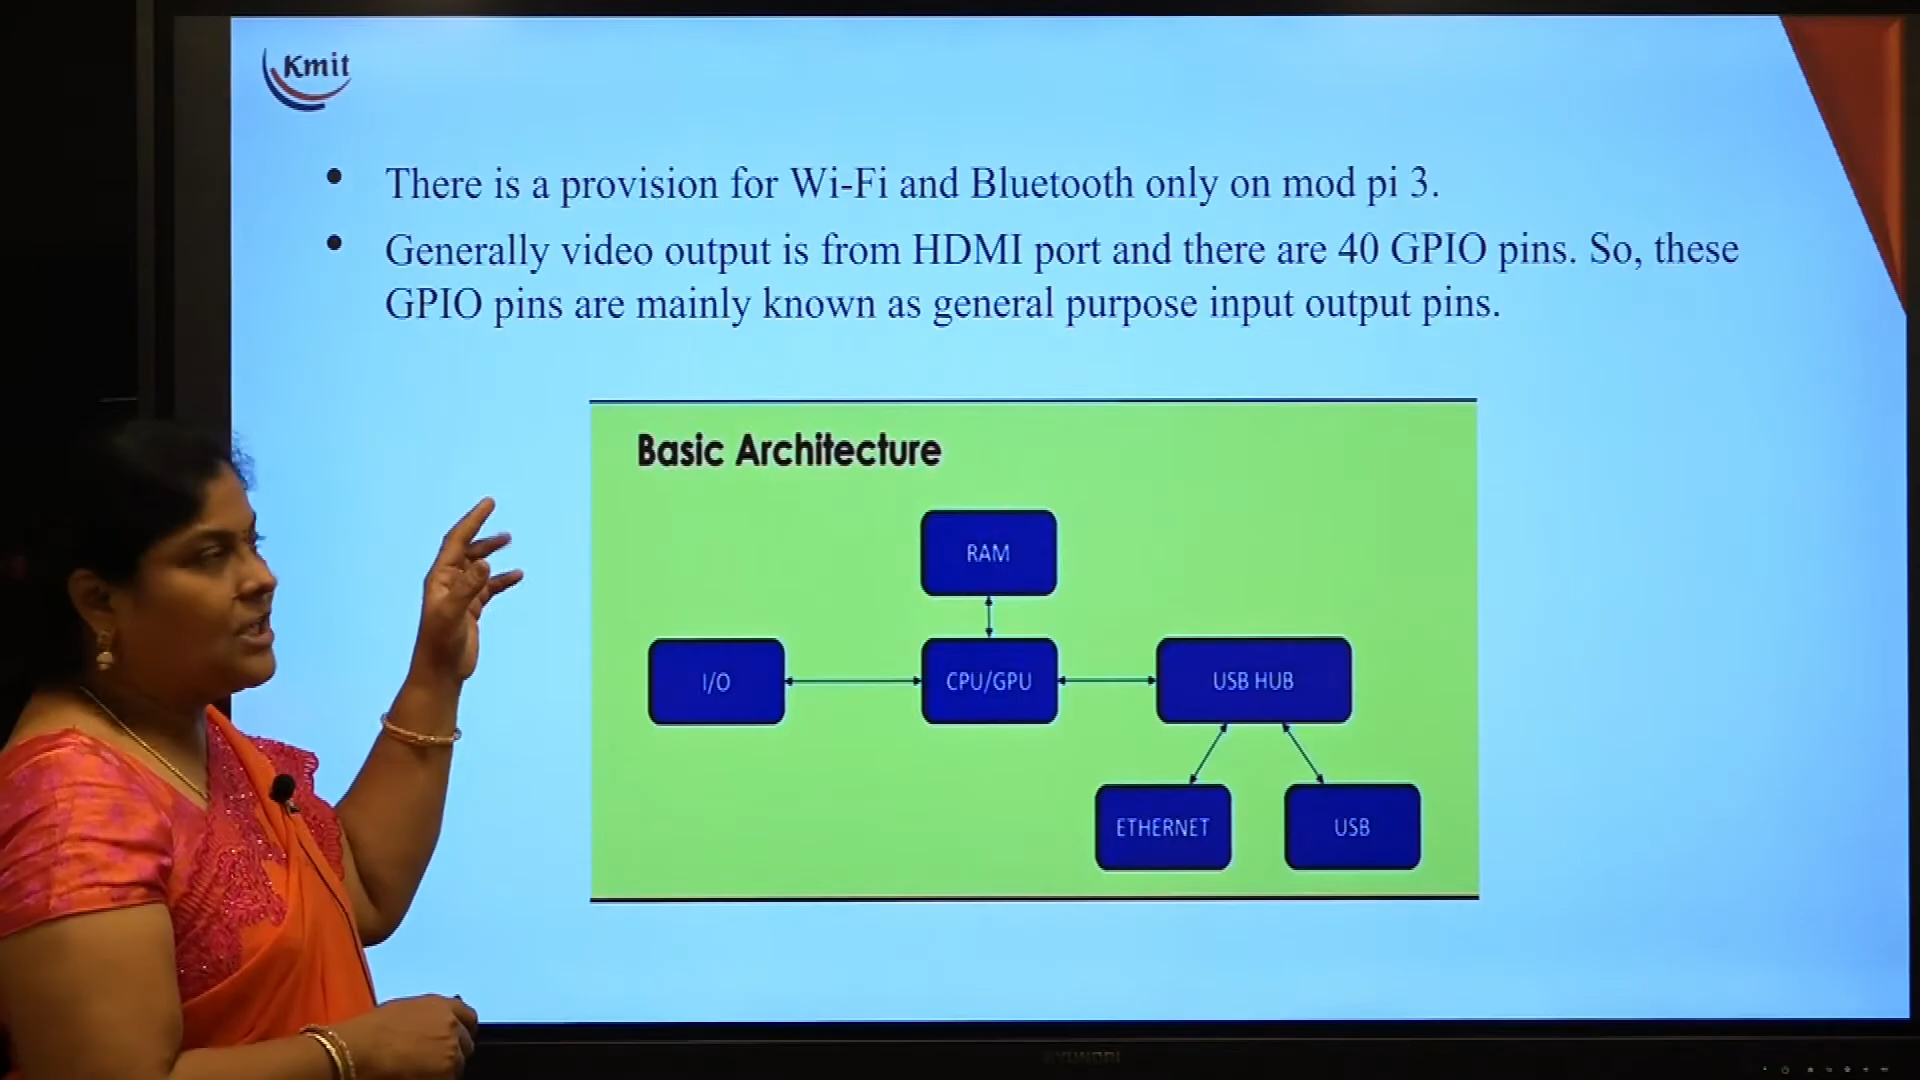 Kmit
• There is a provision for Wi-Fi and Bluetooth only on mod pi 3.
• Generally video output is from HDMI port and there are 40 GPIO pins. So, these
GPIO pins are mainly known as general purpose input output pins.
Basic Architecture
RAM
I/O
CPU/GPU
USB HUB
ETHERNET
USB
HYUNDAI